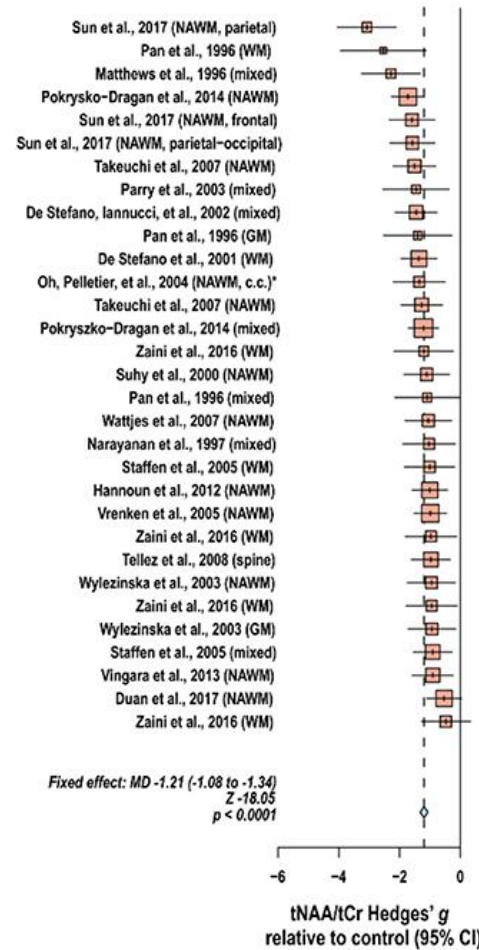 Sun et al., 2017 (NAWM, parietal)
Pan et al., 1996 (WM)
Matthews et al., 1996 (mixed)
Pokrysko-Dragan et al., 2014 (NAWM)
Sun et al., 2017 (NAWM, frontal)
Sun et al., 2017 (NAWM, parietal-occipital)
Takeuchi et al., 2007 (NAWM)
Parry et al., 2003 (mixed)
De Stefano, Iannucci, et al., 2002 (mixed)
Pan et al., 1996 (GM)
De Stefano et al., 2001 (WM)
Oh, Pelletier, et al., 2004 (NAWM, c.c.)*
Takeuchi et al., 2007 (NAWM)
Pokryszko-Dragan et al., 2014 (mixed)
Zaini et al., 2016 (WM)
Suhy et al., 2000 (NAWM)
Pan et al., 1996 (mixed)
Wattjes et al., 2007 (NAWM)
Narayanan et al., 1997 (mixed)
Staffen et al., 2005 (WM)
Hannoun et al., 2012 (NAWM)
Vrenken et al., 2005 (NAWM)
Zaini et al., 2016 (WM)
Tellez et al., 2008 (spine)
Wylezinska et al., 2003 (NAWM)
Zaini et al., 2016 (WM)
Wylezinska et al., 2003 (GM)
Staffen et al., 2005 (mixed)
Vingara et al., 2013 (NAWM)
Duan et al., 2017 (NAWM)
Zaini et al., 2016 (WM)
Fixed effect: MD -1.21 (-1.08 to -1.34)
Z -18.05
p < 0.0001
-6 -4 -2 0
tNAA/tCr Hedges' g
relative to control (95% CI)